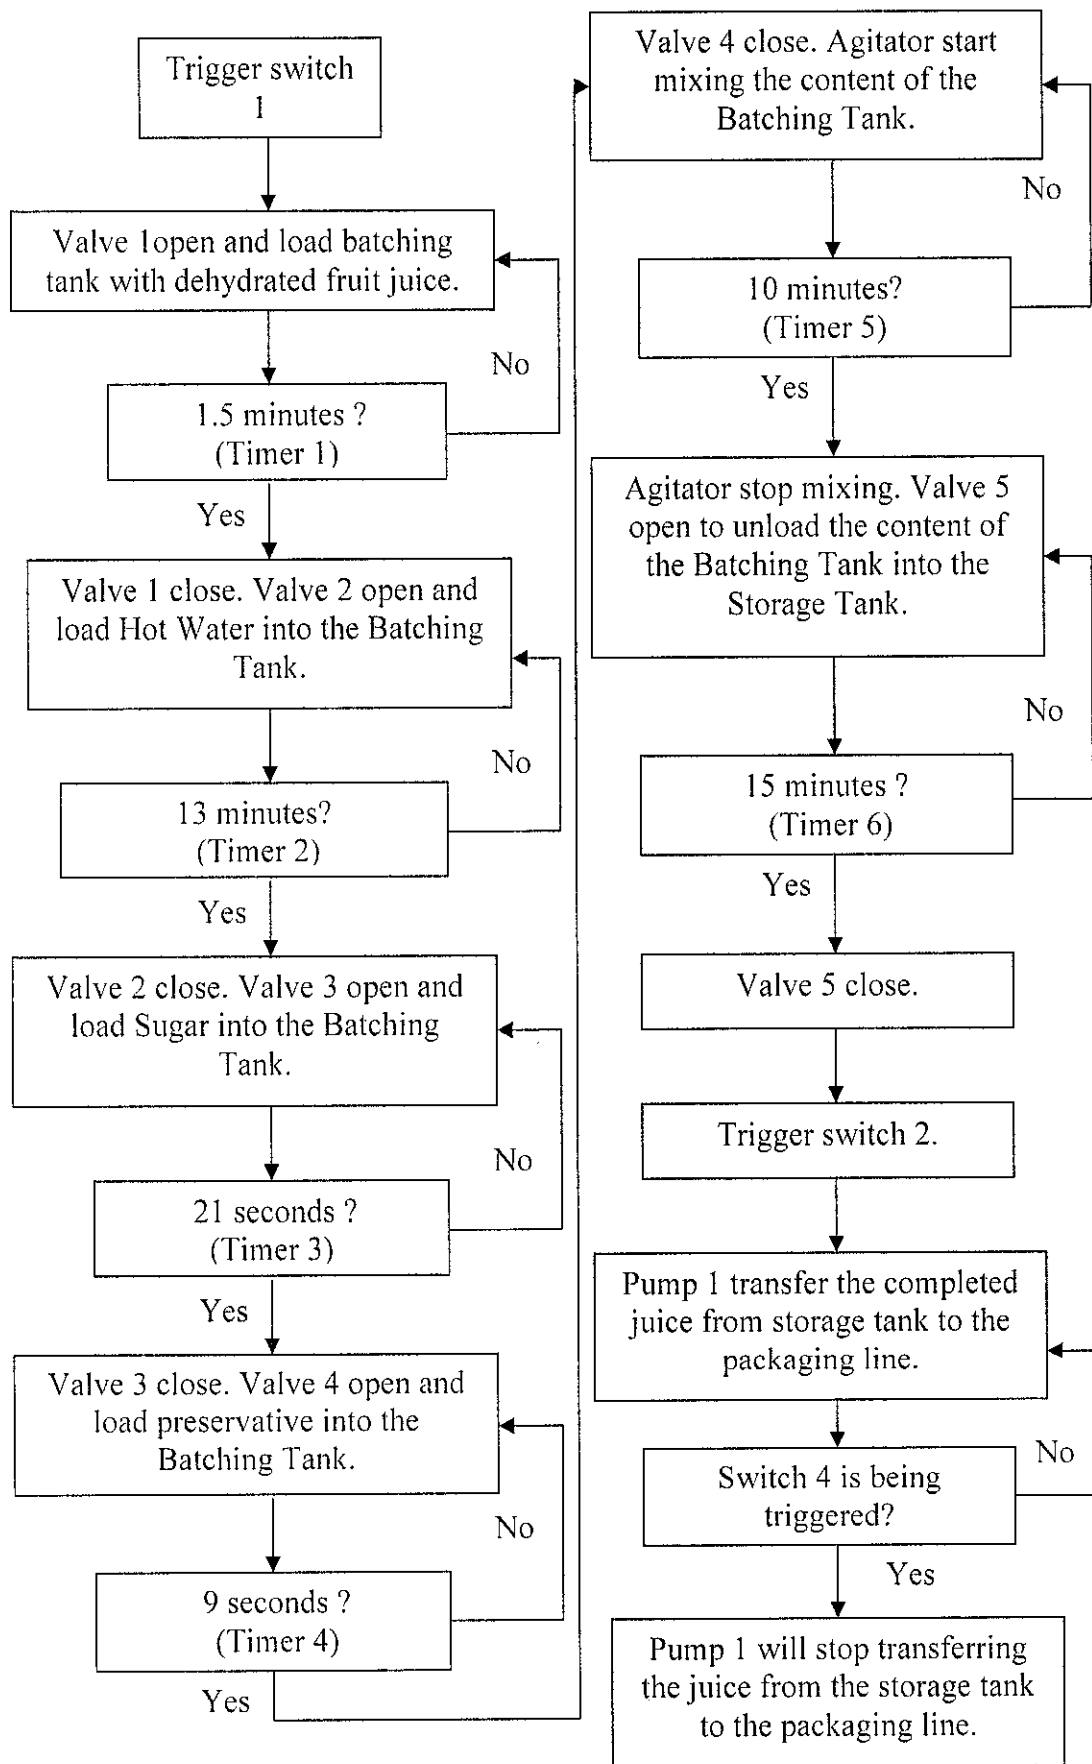 Trigger switch
1
Valve 1open and load batching
tank with dehydrated fruit juice.
No
1.5 minutes ?
(Timer 1)
Yes
Valve 1 close. Valve 2 open and
load Hot Water into the Batching
Tank.
No
13 minutes?
(Timer 2)
Yes
Valve 2 close. Valve 3 open and
load Sugar into the Batching
Tank.
No
21 seconds ?
(Timer 3)
Yes
Valve 3 close. Valve 4 open and
load preservative into the
Batching Tank.
No
9 seconds ?
(Timer 4)
Yes
Valve 4 close. Agitator start
mixing the content of the
Batching Tank.
No
10 minutes?
(Timer 5)
Yes
Agitator stop mixing. Valve 5
open to unload the content of
the Batching Tank into the
Storage Tank.
No
15 minutes ?
(Timer 6)
Yes
Valve 5 close.
Trigger switch 2.
Pump 1 transfer the completed
juice from storage tank to the
packaging line.
No
Switch 4 is being
triggered?
Yes
Pump 1 will stop transferring
the juice from the storage tank
to the packaging line.